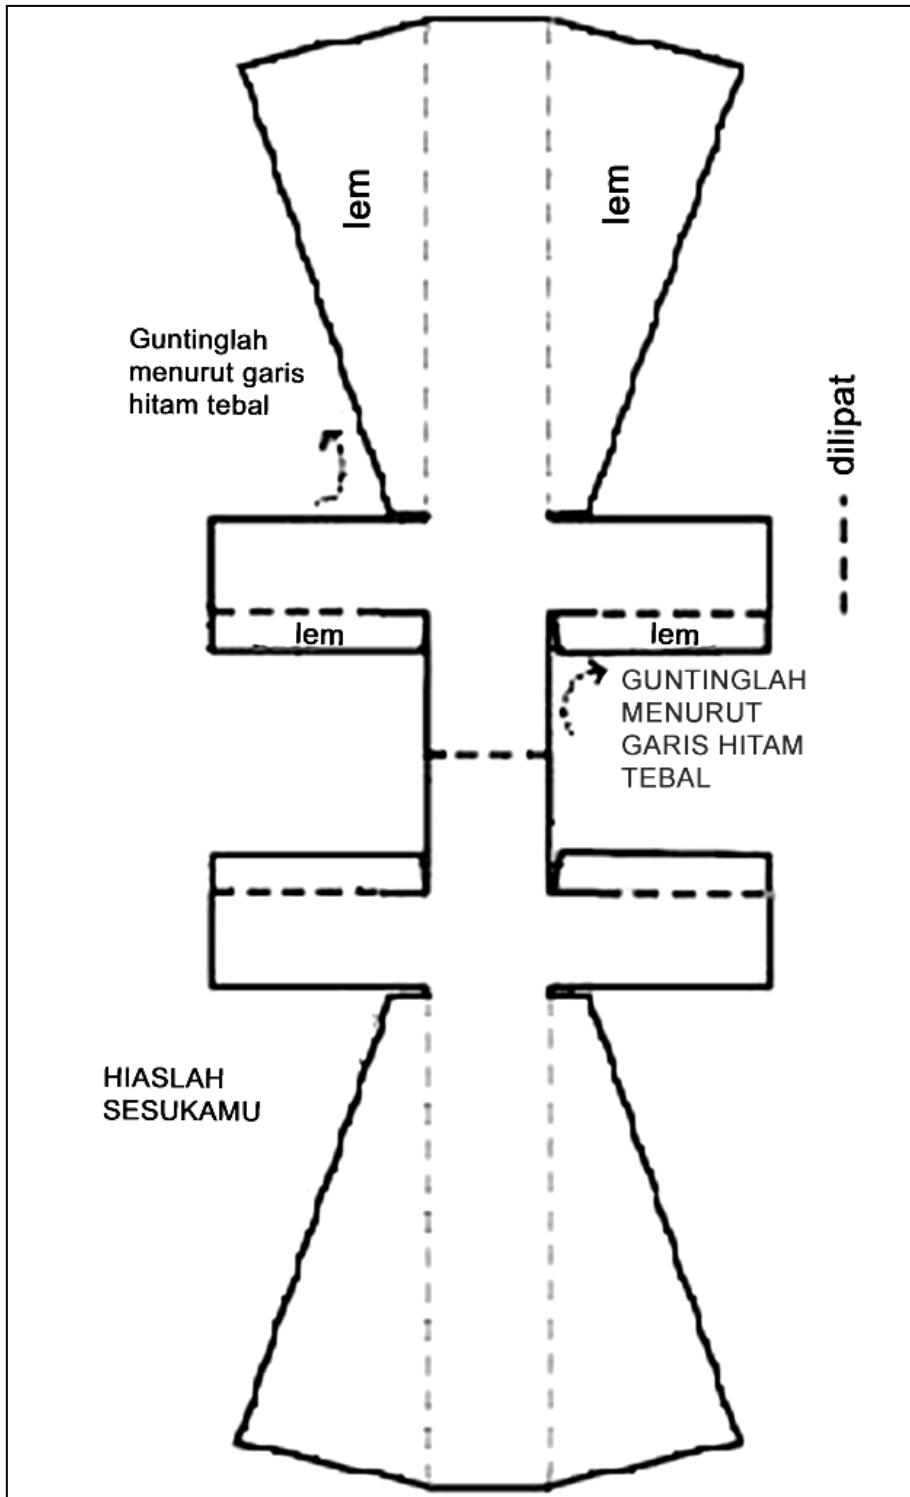 lem
lem
Guntinglah
menurut garis
hitam tebal
dilipat
lem
lem
GUNTINGLAH
MENURUT
GARIS HITAM
TEBAL
HIASLAH
SESUKAMU